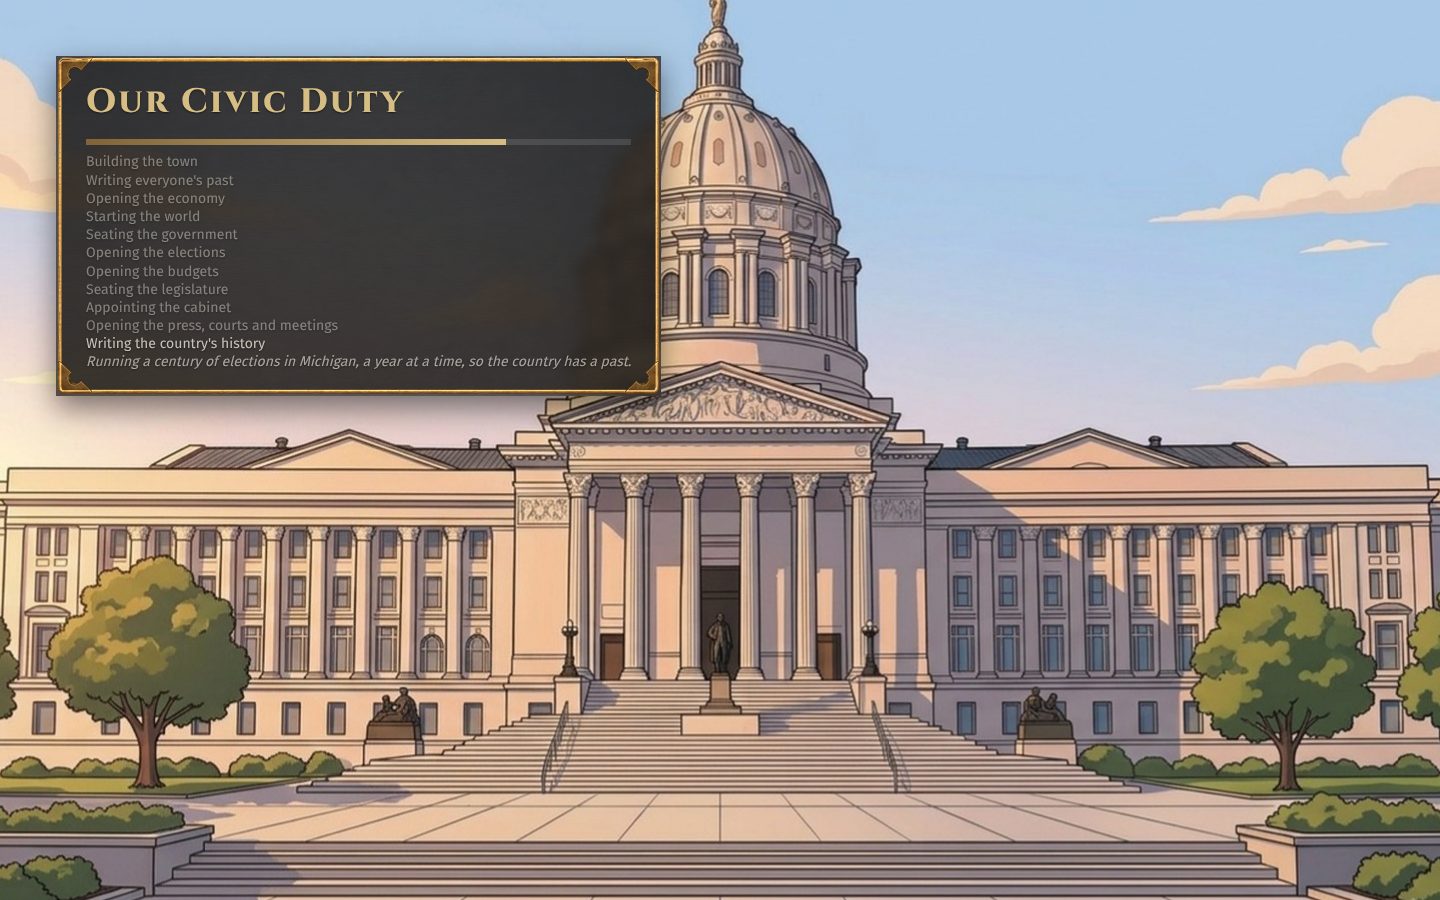 Our Civic Duty
Building the town
Writing everyone's past
Opening the economy
Starting the world
Seating the government
Opening the elections
Opening the budgets
Seating the legislature
Appointing the cabinet
Opening the press, courts and meetings
Writing the country's history
Running a century of elections in Michigan, a year at a time, so the country has a past.